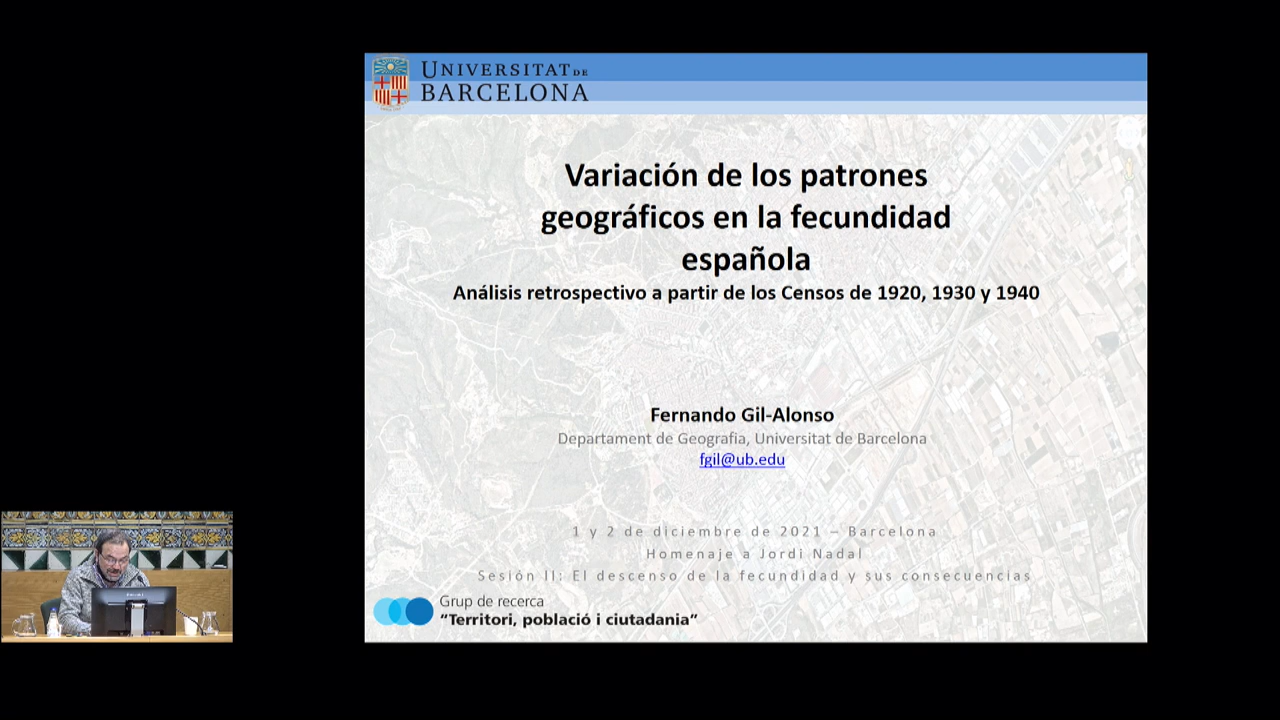 UNIVERSITAT DE
BARCELONA
Variación de los patrones
geográficos en la fecundidad
española
Análisis retrospectivo a partir de los Censos de 1920, 1930 y 1940
Fernando Gil-Alonso
Departament de Geografia, Universitat de Barcelona
fgil@ub.edu
1 y 2 de diciembre de 2021 – Barcelona
Homenaje a Jordi Nadal
Sesión II: El descenso de la fecundidad y sus consecuencias
Grup de recerca
“Territori, població i ciutadania”